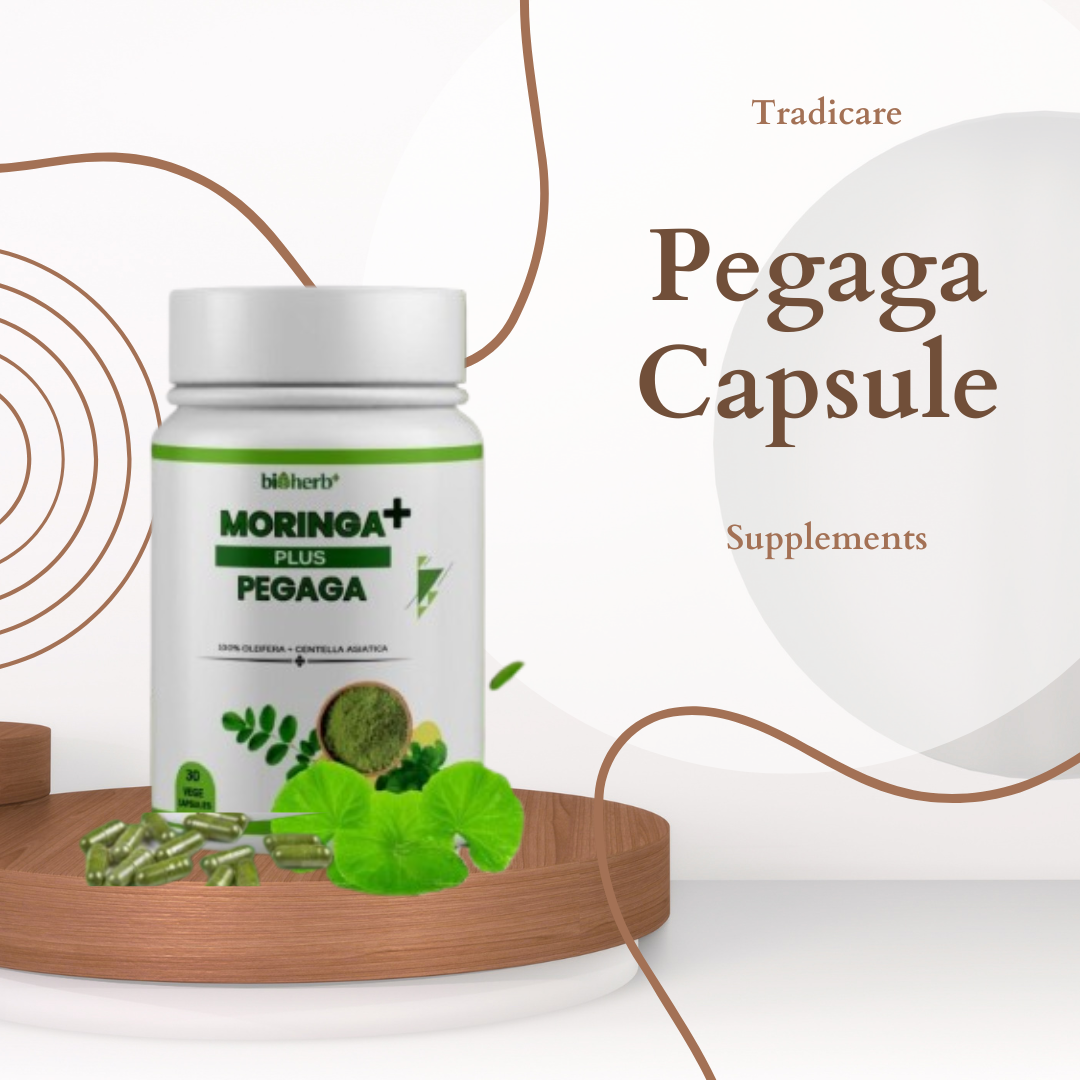 Tradicare
Pegaga
Capsule
Supplements
bioherb+
MORINGA+
PLUS
PEGAGA
100% OLEIFERA + CENTELLA ASIATICA
30
VEGE
CAPSULES